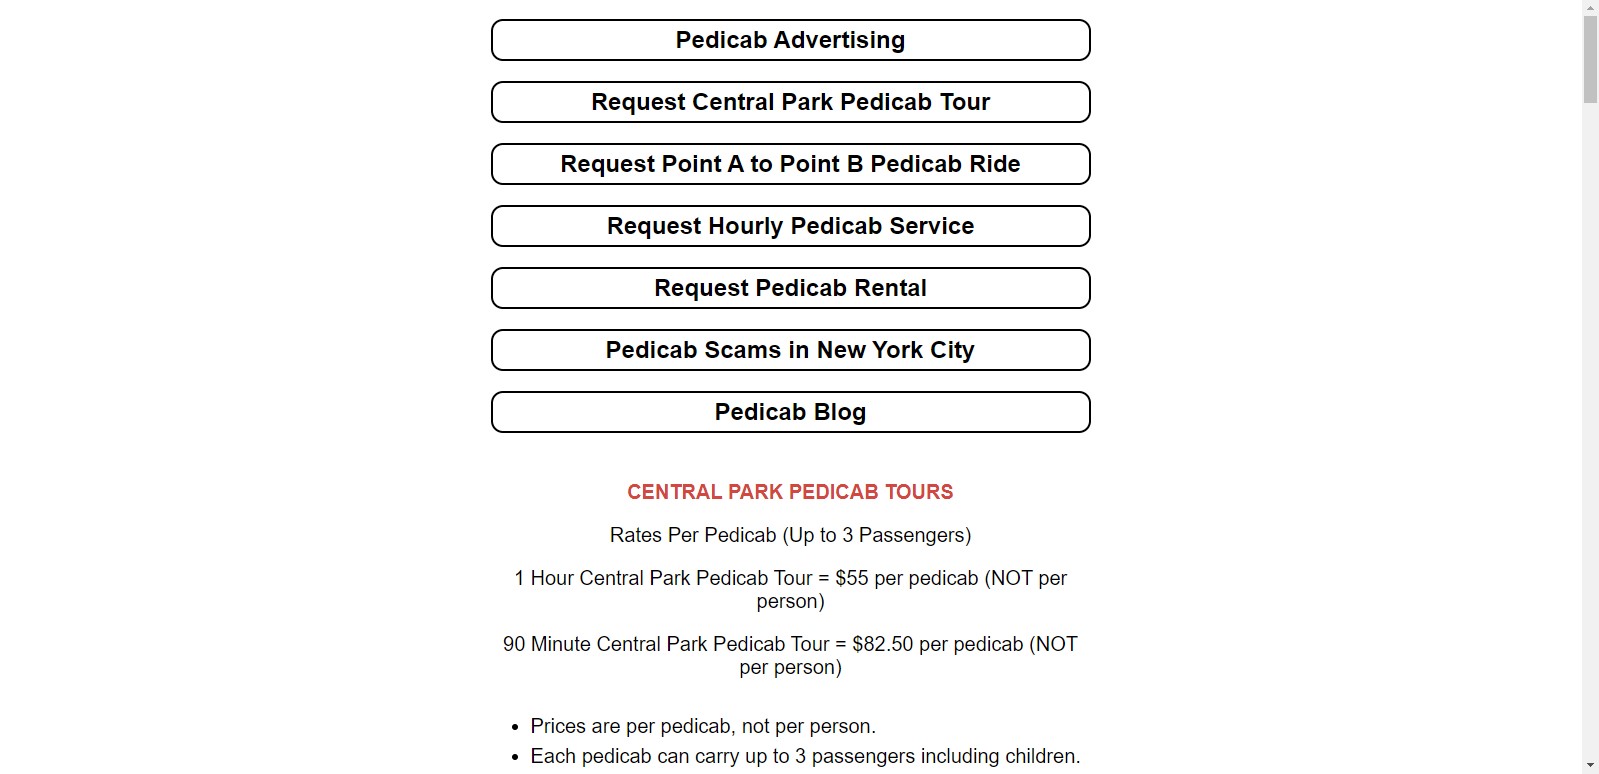 Pedicab Advertising
Request Central Park Pedicab Tour
Request Point A to Point B Pedicab Ride
Request Hourly Pedicab Service
Request Pedicab Rental
Pedicab Scams in New York City
Pedicab Blog
CENTRAL PARK PEDICAB TOURS
Rates Per Pedicab (Up to 3 Passengers)
1 Hour Central Park Pedicab Tour = $55 per pedicab (NOT per
person)
90 Minute Central Park Pedicab Tour = $82.50 per pedicab (NOT
per person)
• Prices are per pedicab, not per person.
• Each pedicab can carry up to 3 passengers including children.